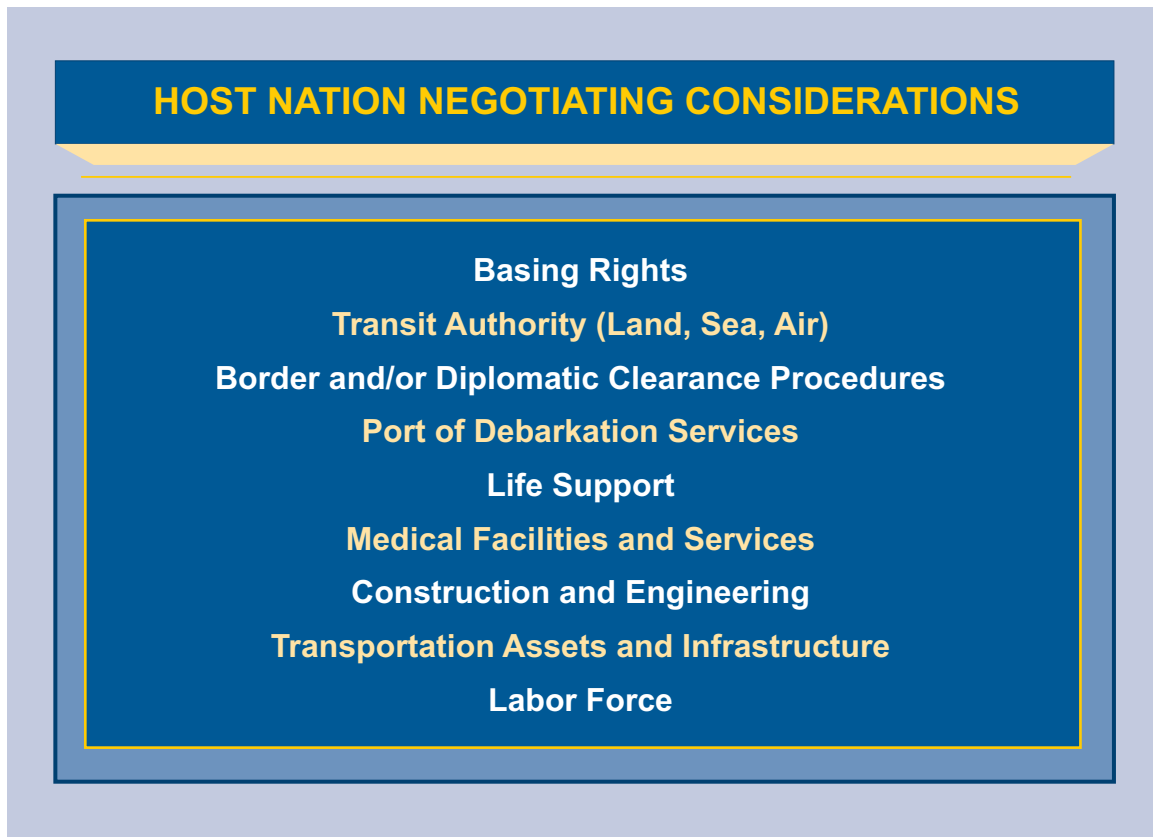 HOST NATION NEGOTIATING CONSIDERATIONS
Basing Rights
Transit Authority (Land, Sea, Air)
Border and/or Diplomatic Clearance Procedures
Port of Debarkation Services
Life Support
Medical Facilities and Services
Construction and Engineering
Transportation Assets and Infrastructure
Labor Force